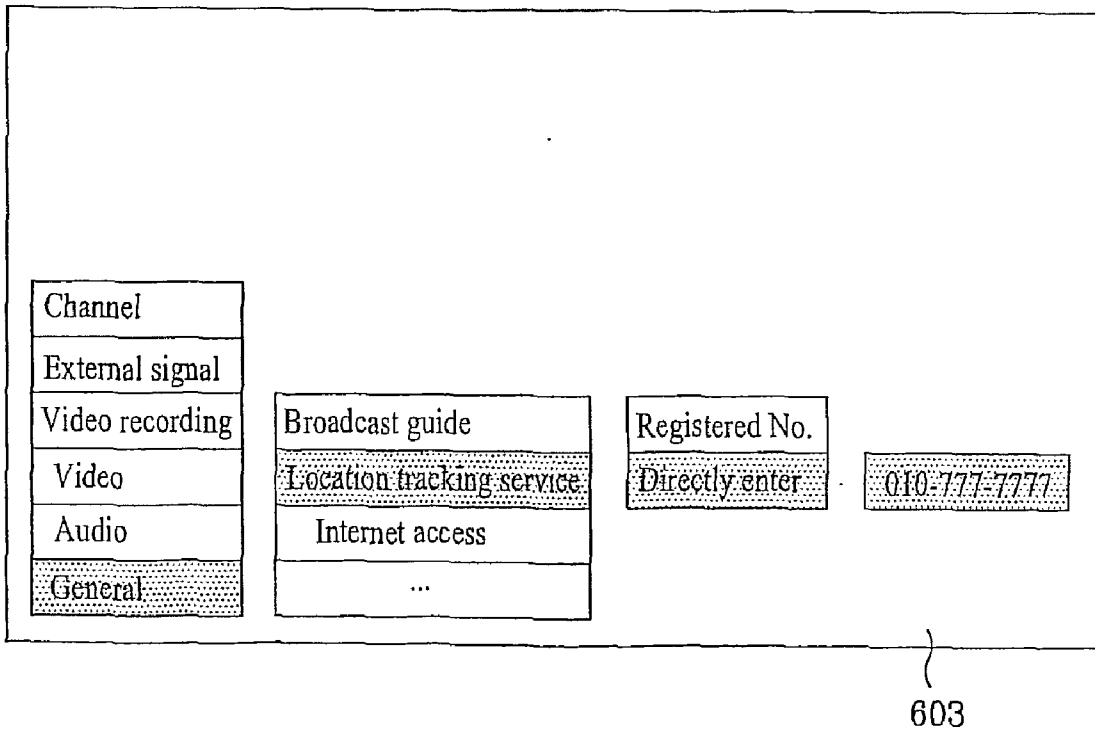 Channel
External signal
Video recording
Video
Audio
General
Broadcast guide
Location tracking service
Internet access
...
Registered No.
Directly enter
010-777-7777
603